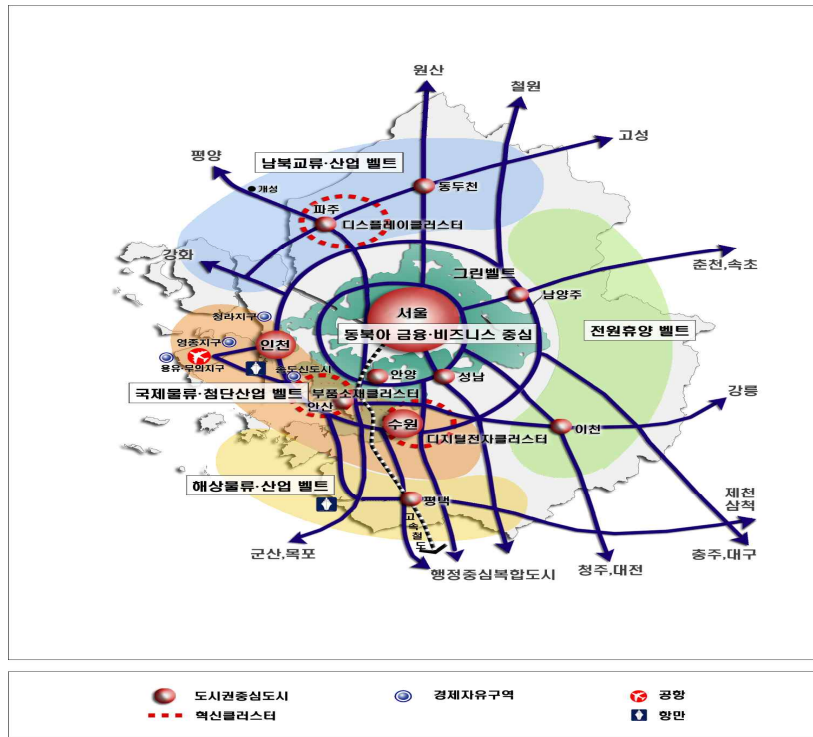 원산
철원
고성
평양
남북교류·산업 벨트
개성
동두천
파주
디스플레이클러스터
강화
그린벨트
춘천,속초
남양주
청라지구
서울
전원휴양 벨트
동북아 금융·비즈니스 중심
영종지구
인천
용유·무의지구
송도신도시
안양
성남
국제물류·첨단산업 벨트
부품소재클러스터
강릉
안산
수원
디지털전자클러스터
이천
해상물류·산업 벨트
평택
제천
삼척
고속철도
군산,목포
행정중심복합도시
청주,대전
충주,대구
도시권중심도시
경제자유구역
공항
혁신클러스터
항만